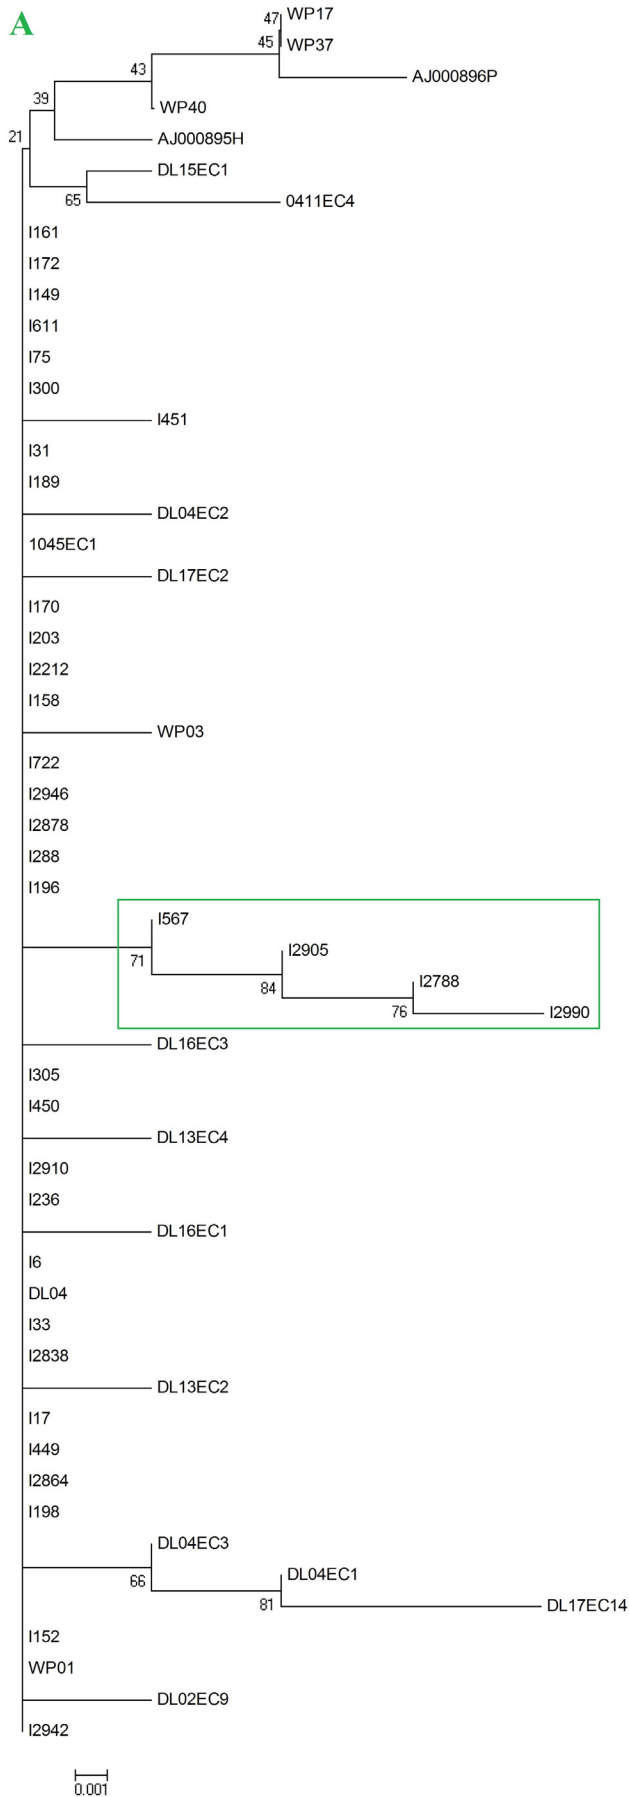 A
47
WP17
45
WP37
43
AJ000896P
39
WP40
21
AJ000895H
DL15EC1
65
0411EC4
I161
I172
I149
I611
I75
I300
I451
I31
I189
DL04EC2
1045EC1
DL17EC2
I170
I203
I2212
I158
WP03
I722
I2946
I2878
I288
I196
I567
71
I2905
84
I2788
76
I2990
DL16EC3
I305
I450
DL13EC4
I2910
I236
DL16EC1
I6
DL04
I33
I2838
DL13EC2
I17
I449
I2864
I198
DL04EC3
66
DL04EC1
81
DL17EC14
I152
WP01
DL02EC9
I2942
0.001